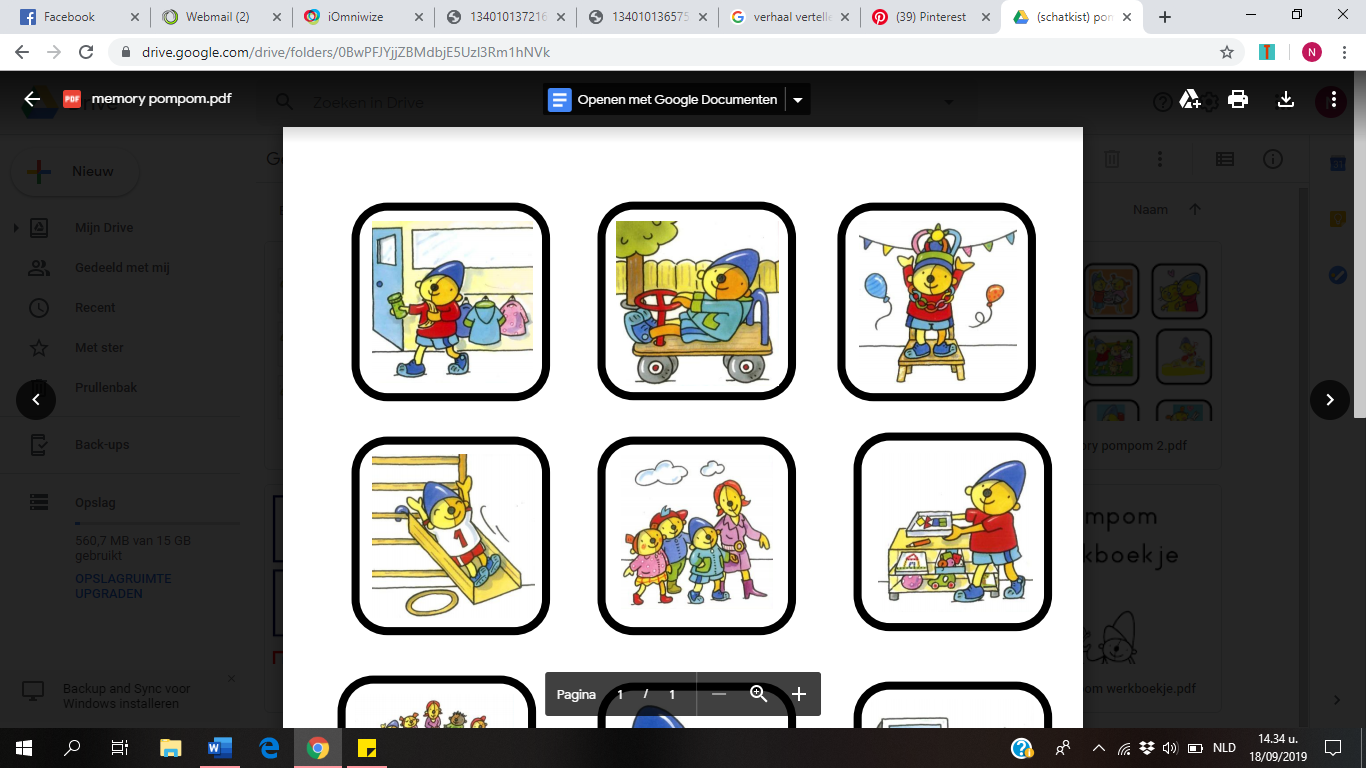 Facebook
Webmail (2)
iOmniwize
134010137216
134010136575
verhaal vertelle
(39) Pinterest
(schatkist) pom
drive.google.com/drive/folders/0BwPFJYjjZBMdbjE5UzI3Rm1hNVk
N
PDF
memory pompom.pdf
Zoeken in Drive
Openen met Google Documenten
Nieuw
Mijn Drive
Gedeeld met mij
Recent
Met ster
Prullenbak
Back-ups
Opslag
560,7 MB van 15 GB
gebruikt
OPSLAGRUIMTE
UPGRADEN
Backup and Sync voor
Windows installeren
Naam
1
ry pompom 2.pdf
mpom
kboekje
om werkboekje.pdf
Pagina 1 / 1
NLD
14.34 u.
18/09/2019